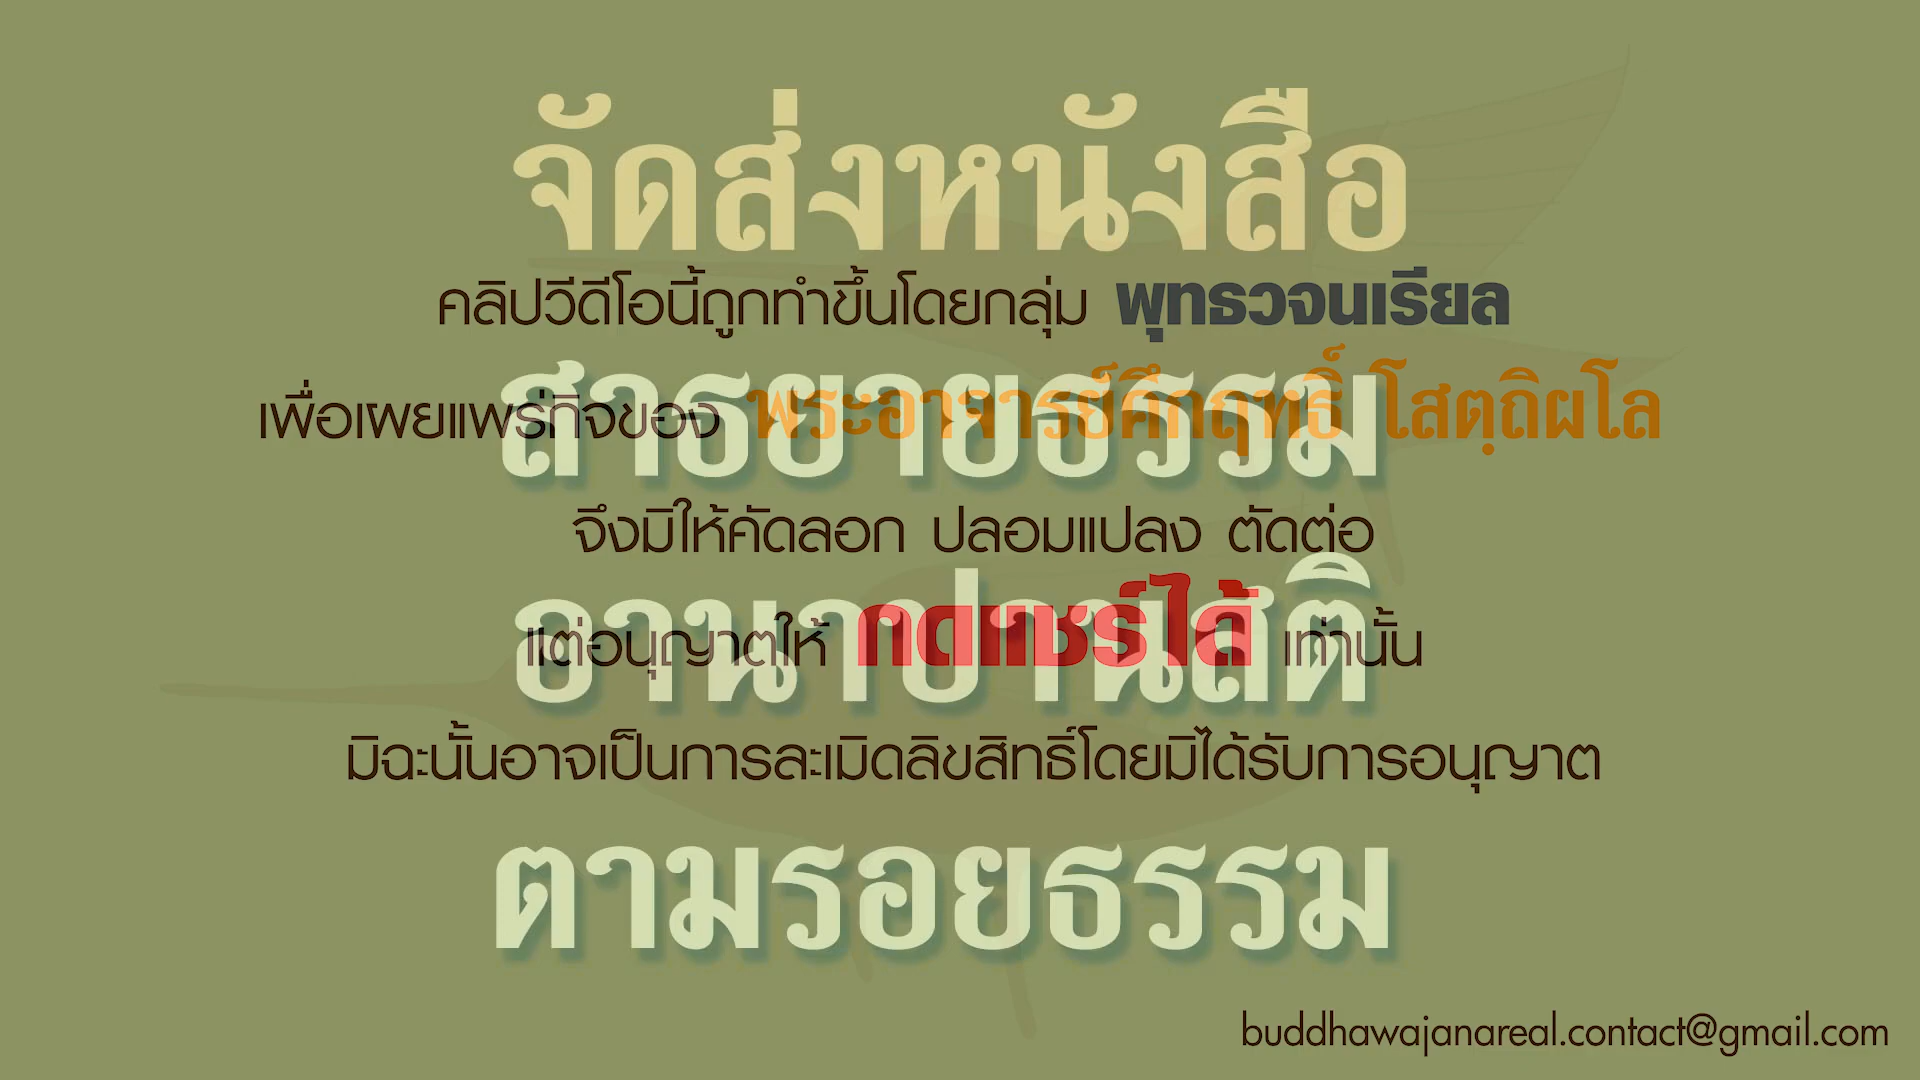 จัดส่งหนังสือ
คลิปวีดีโอนี้ถูกทำขึ้นโดยกลุ่ม พุทธวจนเรียล
สาธยายธรรม
เพื่อเผยแพร่กิจของ พระอาจารย์คึกฤทธิ์ โสตฺถิผโล
จึงมิให้คัดลอก ปลอมแปลง ตัดต่อ
อานาปานสติ
แต่อนุญาตให้ กดแชร์ได้ เท่านั้น
มิฉะนั้นอาจเป็นการละเมิดลิขสิทธิ์โดยมิได้รับการอนุญาต
ตามรอยธรรม
buddhawajanareal.contact@gmail.com